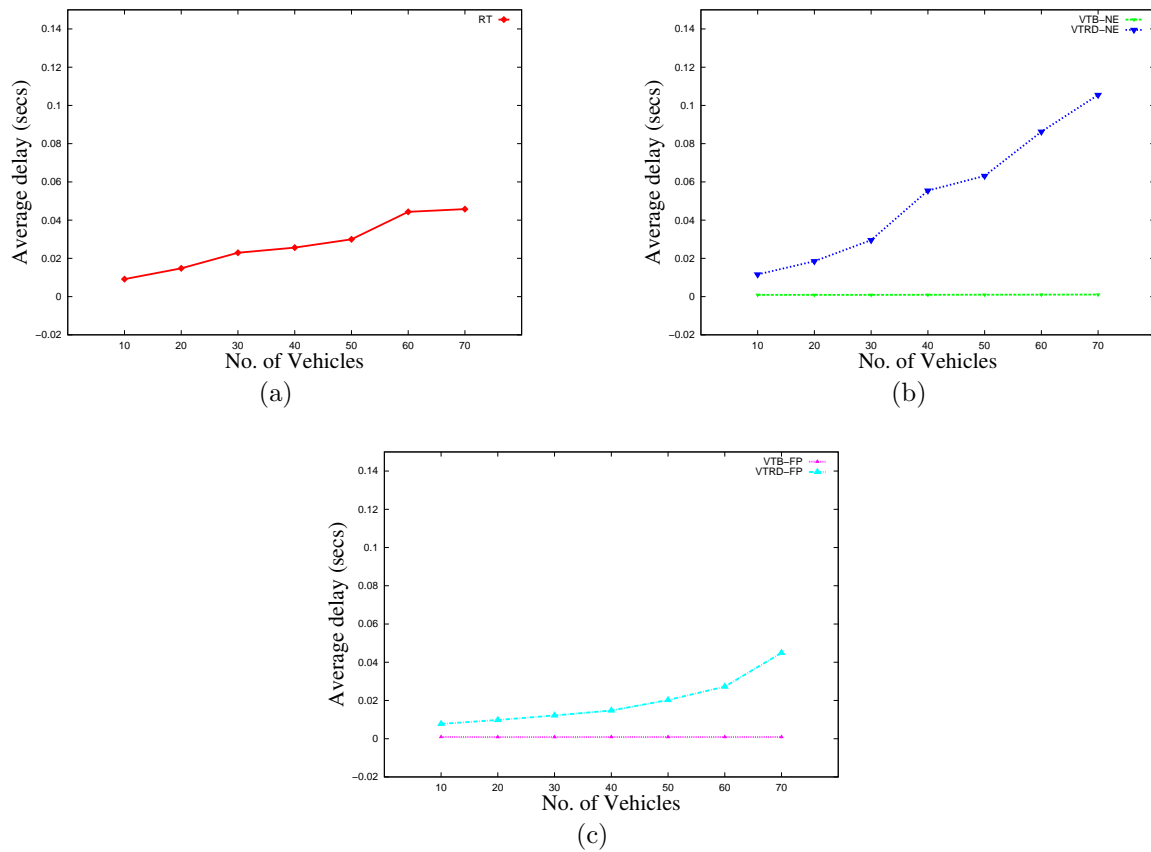 RT
0.14
0.12
0.1
0.08
0.06
0.04
0.02
0
−0.02
Average delay (secs)
10 20 30 40 50 60 70
No. of Vehicles
(a)
VTB−NE
VTRD−NE
0.14
0.12
0.1
0.08
0.06
0.04
0.02
0
−0.02
Average delay (secs)
10 20 30 40 50 60 70
No. of Vehicles
(b)
VTB−FP
VTRD−FP
0.14
0.12
0.1
0.08
0.06
0.04
0.02
0
−0.02
Average delay (secs)
10 20 30 40 50 60 70
No. of Vehicles
(c)